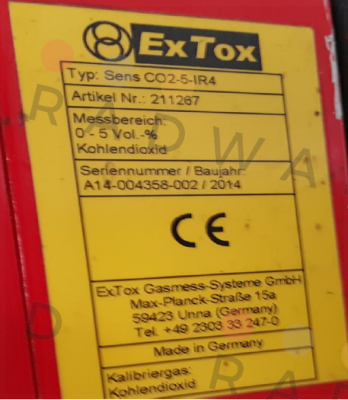 ExTox
Typ: Sens CO2-5-IR4
Artikel Nr.: 211267
Messbereich:
0 - 5 Vol.-%
Kohlendioxid
Seriennummer / Baujahr:
A14-004358-002 / 2014
CE
ExTox Gasmess-Systeme GmbH
Max-Planck-Straße 15a
59423 Unna (Germany)
Tel. +49 2303 33 247-0
Made in Germany
Kalibriergas:
Kohlendioxid